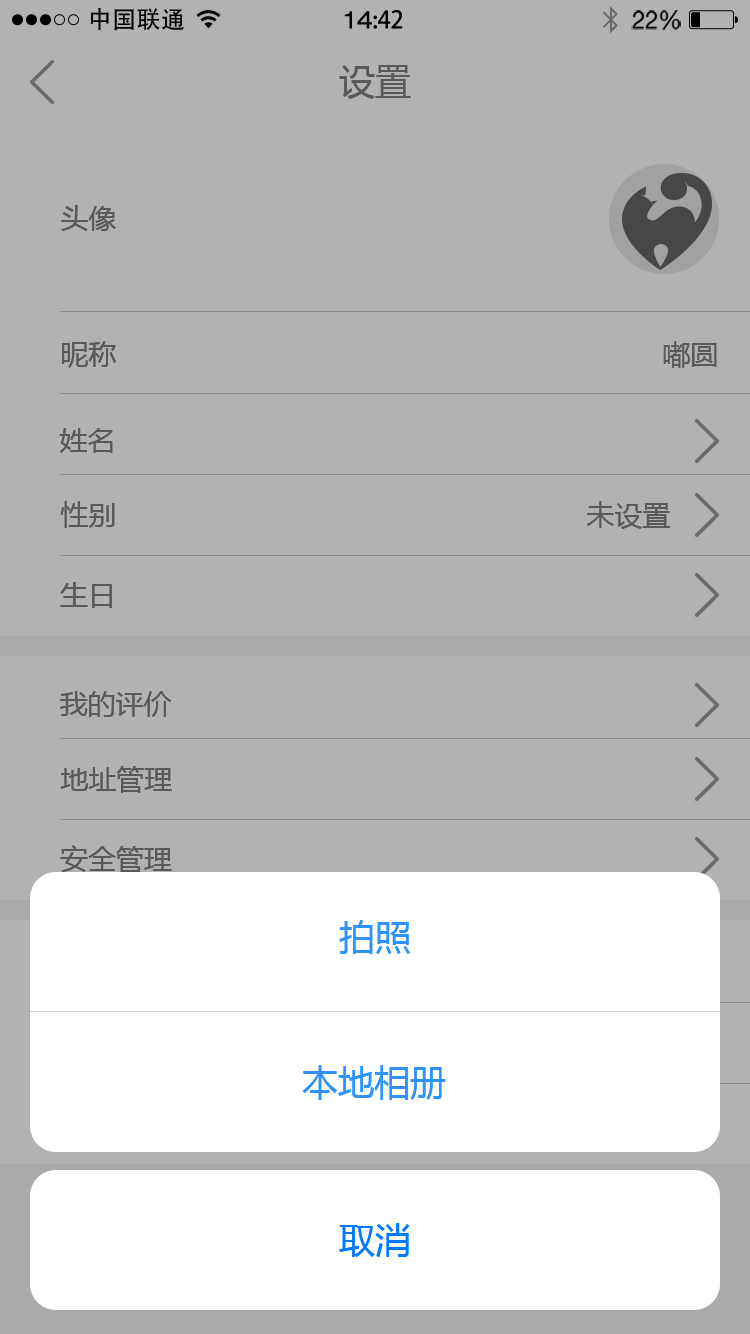 中国联通 14:42 22%
设置
头像
昵称 嘟圆
姓名
性别 未设置
生日
我的评价
地址管理
安全管理
拍照
本地相册
取消